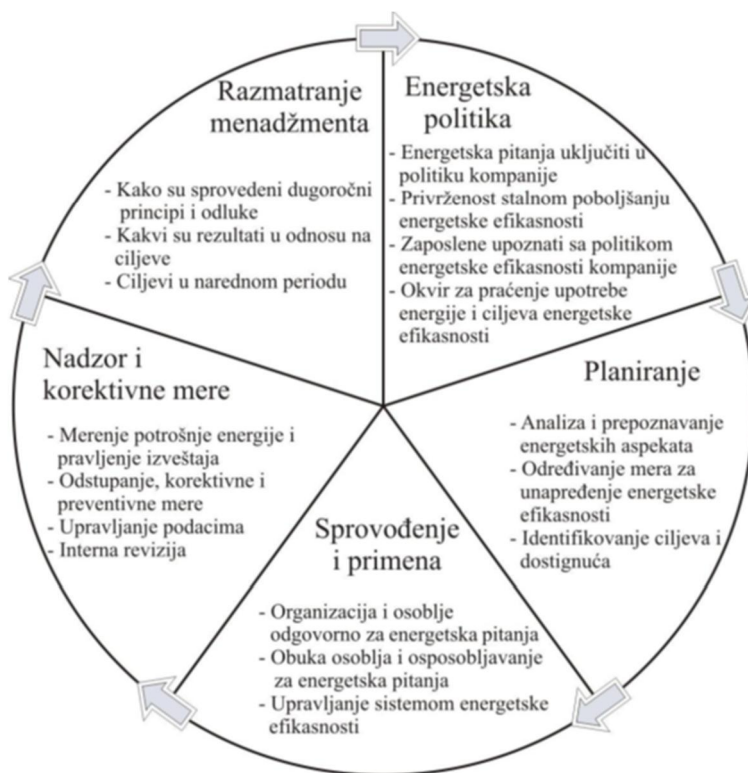 Energetska
politika
- Energetska pitanja uključiti u
politiku kompanije
- Privrženost stalnom poboljšanju
energetske efikasnosti
- Zaposlene upoznati sa politikom
energetske efikasnosti kompanije
- Okvir za praćenje upotrebe
energije i ciljeva energetske
efikasnosti
Planiranje
- Analiza i prepoznavanje
energetskih aspekata
- Određivanje mera za
unapređenje energetske
efikasnosti
- Identifikovanje ciljeva i
dostignuća
Sprovođenje
i primena
- Organizacija i osoblje
odgovorno za energetska pitanja
- Obuka osoblja i osposobljavanje
za energetska pitanja
- Upravljanje sistemom energetske
efikasnosti
Nadzor i
korektivne mere
- Merenje potrošnje energije i
pravljenje izveštaja
- Odstupanje, korektivne i
preventivne mere
- Upravljanje podacima
- Interna revizija
Razmatranje
menadžmenta
- Kako su sprovedeni dugoročni
principi i odluke
- Kakvi su rezultati u odnosu na
ciljeve
- Ciljevi u narednom periodu